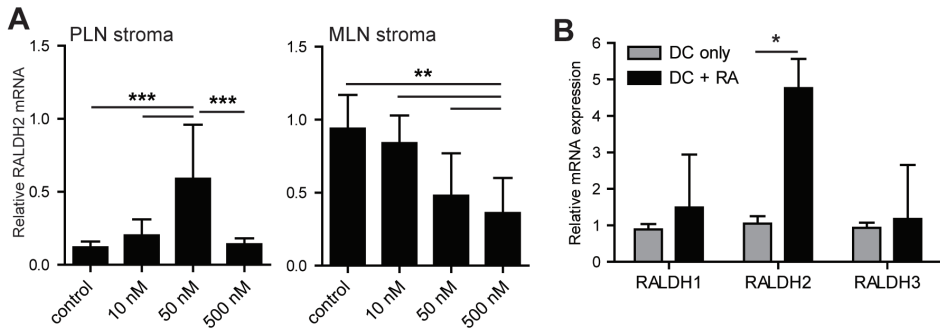 A
PLN stroma
Relative RALDH2 mRNA
1.5
1.0
0.5
0.0
***
***
control
10 nM
50 nM
500 nM
MLN stroma
1.5
1.0
0.5
0.0
**
control
10 nM
50 nM
500 nM
B
Relative mRNA expression
6
5
4
3
2
1
0
DC only
DC + RA
*
RALDH1
RALDH2
RALDH3